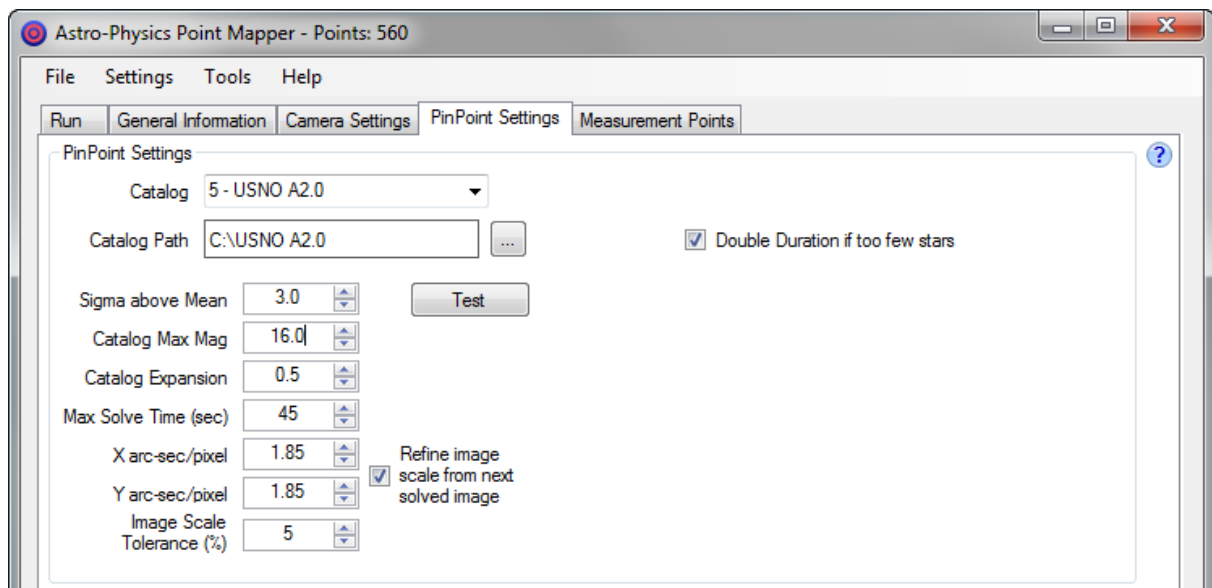 Astro-Physics Point Mapper - Points: 560
File Settings Tools Help
Run General Information Camera Settings PinPoint Settings Measurement Points
PinPoint Settings
?
Catalog 5 - USNO A2.0
Catalog Path C:\USNO A2.0 ... Double Duration if too few stars
Sigma above Mean 3.0 Test
Catalog Max Mag 16.0
Catalog Expansion 0.5
Max Solve Time (sec) 45
X arc-sec/pixel 1.85
Y arc-sec/pixel 1.85
Refine image
scale from next
solved image
Image Scale
Tolerance (%) 5